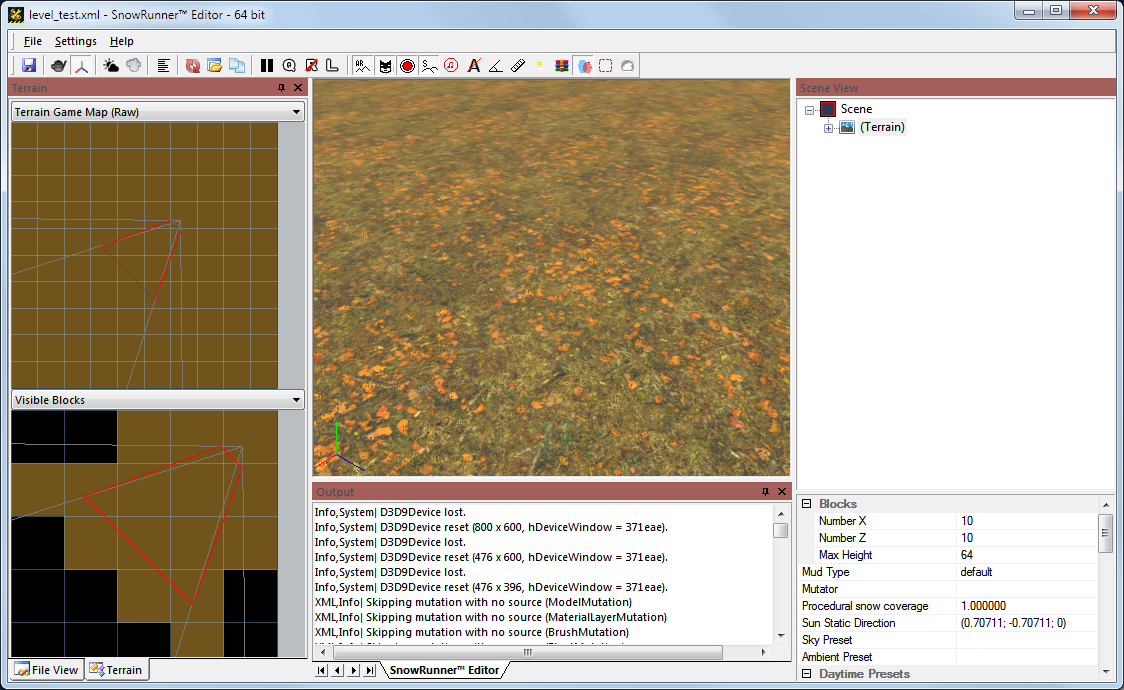 level_test.xml - SnowRunner™ Editor - 64 bit
File Settings Help
Terrain
Terrain Game Map (Raw)
Visible Blocks
File View Terrain
Output
Info,System| D3D9Device lost.
Info,System| D3D9Device reset (800 x 600, hDeviceWindow = 371eae).
Info,System| D3D9Device lost.
Info,System| D3D9Device reset (476 x 600, hDeviceWindow = 371eae).
Info,System| D3D9Device lost.
Info,System| D3D9Device reset (476 x 396, hDeviceWindow = 371eae).
XML,Info| Skipping mutation with no source (ModelMutation)
XML,Info| Skipping mutation with no source (MaterialLayerMutation)
XML,Info| Skipping mutation with no source (BrushMutation)
SnowRunner™ Editor
Scene View
Scene
(Terrain)
Blocks
Number X 10
Number Z 10
Max Height 64
Mud Type default
Mutator
Procedural snow coverage 1.000000
Sun Static Direction (0.70711; -0.70711; 0)
Sky Preset
Ambient Preset
Daytime Presets